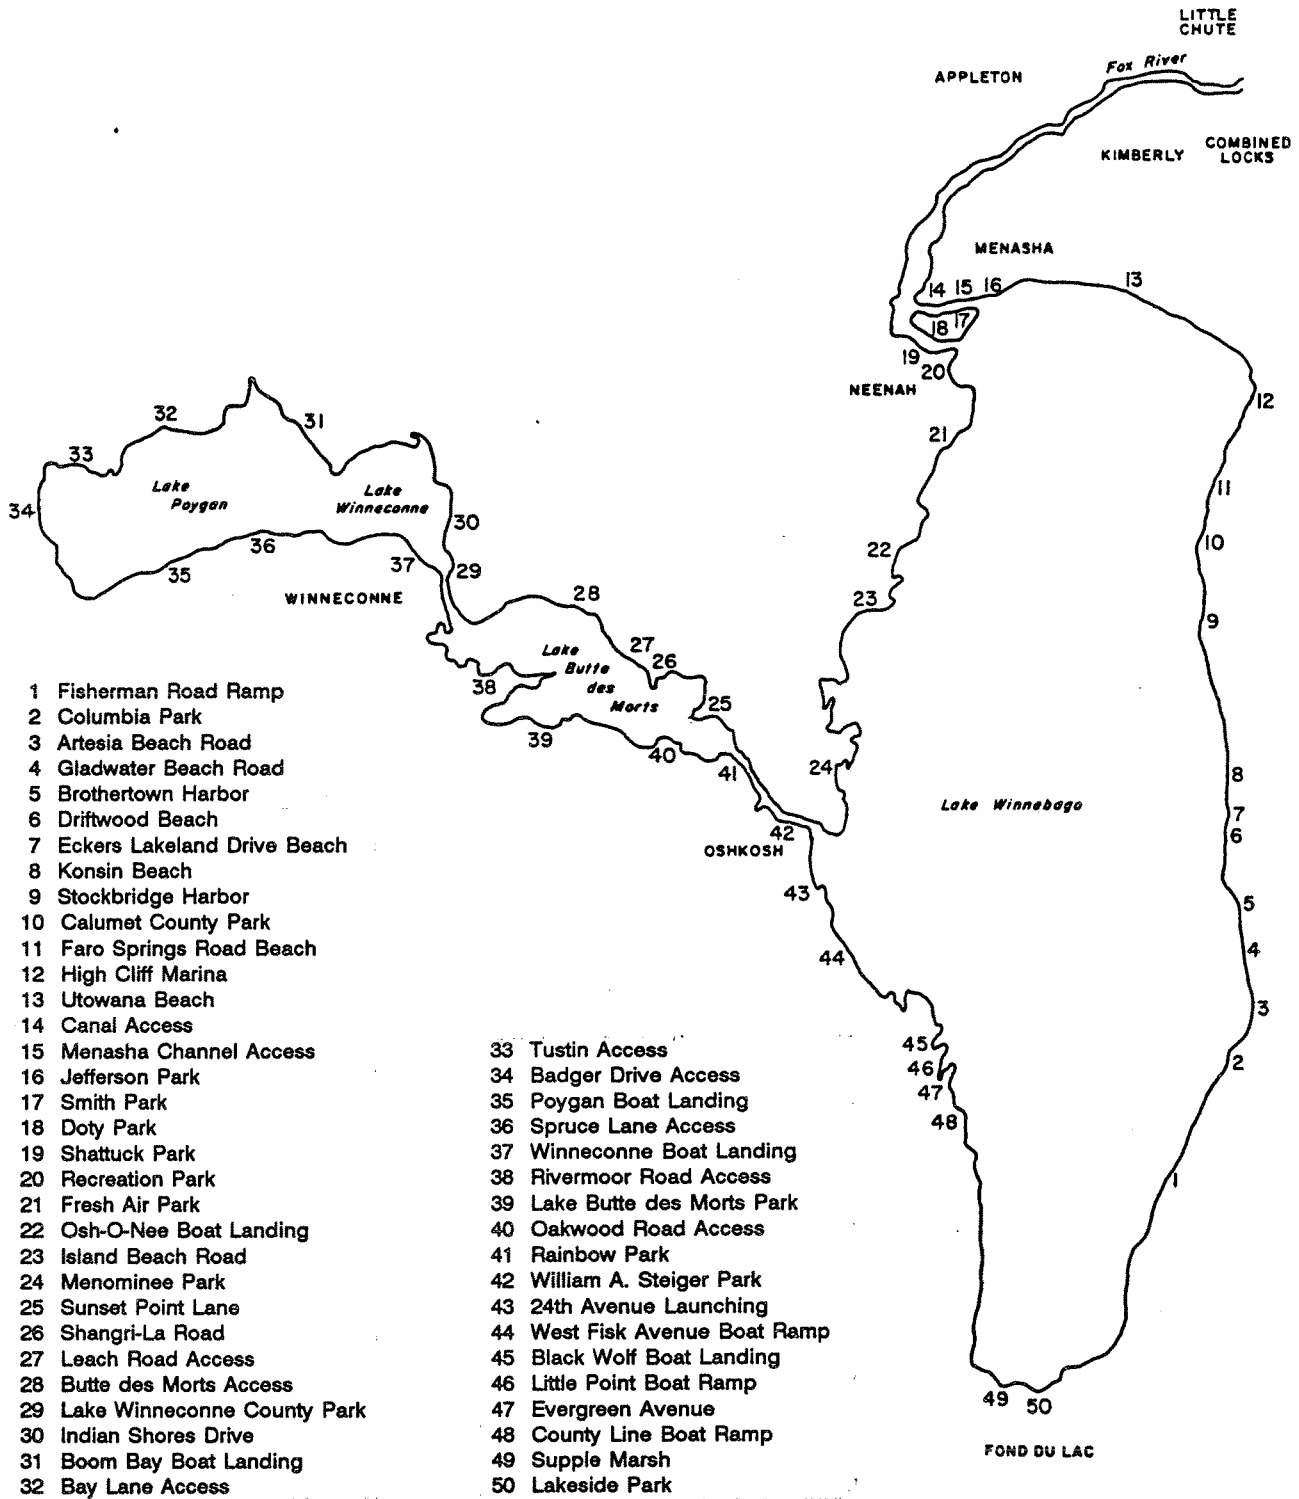 LITTLE
CHUTE
Fox River
APPLETON
KIMBERLY
COMBINED
LOCKS
MENASHA
13
14
15
16
17
18
19
20
NEENAH
12
21
11
10
22
23
9
32
31
33
34
Lake
Poygan
Lake
Winneconne
30
36
35
37
29
WINNECONNE
28
27
26
Lake
Butte
des
Morts
38
25
39
40
41
24
8
7
6
Lake Winnebago
42
OSHKOSH
43
5
44
4
3
45
46
2
47
48
1
49
50
FOND DU LAC
1 Fisherman Road Ramp
2 Columbia Park
3 Artesia Beach Road
4 Gladwater Beach Road
5 Brothertown Harbor
6 Driftwood Beach
7 Eckers Lakeland Drive Beach
8 Konsin Beach
9 Stockbridge Harbor
10 Calumet County Park
11 Faro Springs Road Beach
12 High Cliff Marina
13 Utowana Beach
14 Canal Access
15 Menasha Channel Access
16 Jefferson Park
17 Smith Park
18 Doty Park
19 Shattuck Park
20 Recreation Park
21 Fresh Air Park
22 Osh-O-Nee Boat Landing
23 Island Beach Road
24 Menominee Park
25 Sunset Point Lane
26 Shangri-La Road
27 Leach Road Access
28 Butte des Morts Access
29 Lake Winneconne County Park
30 Indian Shores Drive
31 Boom Bay Boat Landing
32 Bay Lane Access
33 Tustin Access
34 Badger Drive Access
35 Poygan Boat Landing
36 Spruce Lane Access
37 Winneconne Boat Landing
38 Rivermoor Road Access
39 Lake Butte des Morts Park
40 Oakwood Road Access
41 Rainbow Park
42 William A. Steiger Park
43 24th Avenue Launching
44 West Fisk Avenue Boat Ramp
45 Black Wolf Boat Landing
46 Little Point Boat Ramp
47 Evergreen Avenue
48 County Line Boat Ramp
49 Supple Marsh
50 Lakeside Park